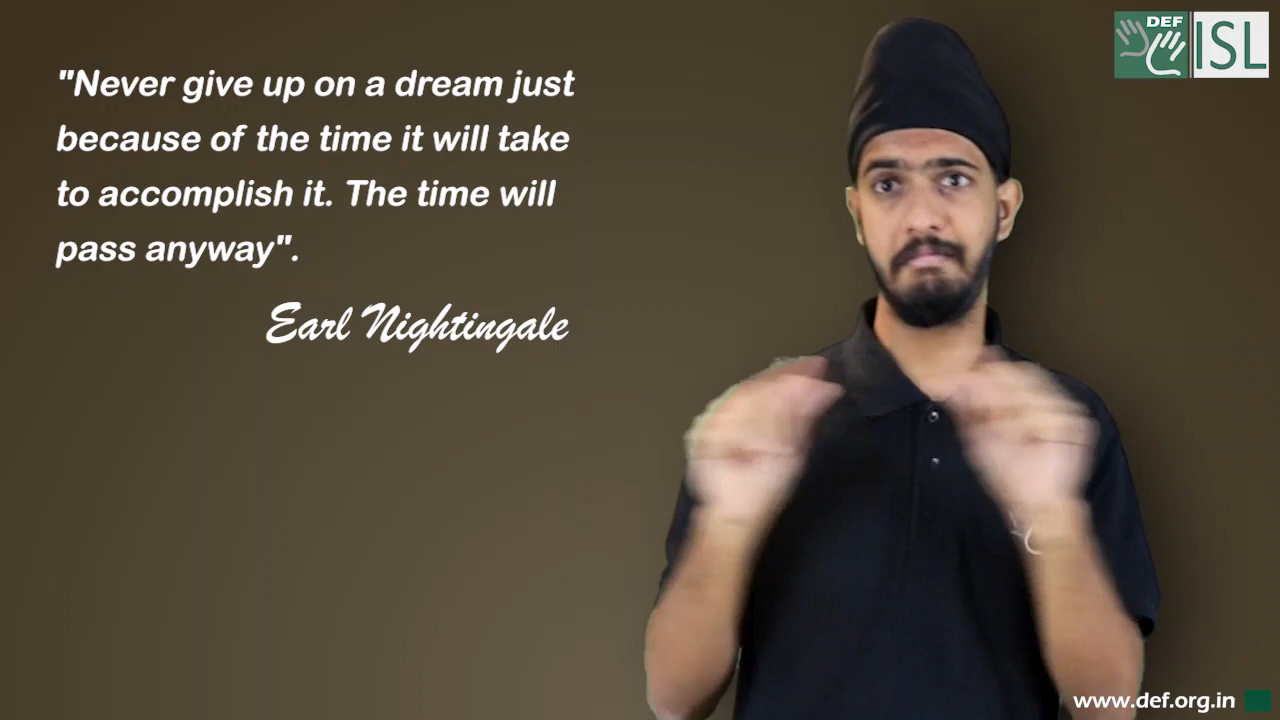 "Never give up on a dream just
because of the time it will take
to accomplish it. The time will
pass anyway".
Earl Nightingale
DEF
ISL
www.def.org.in